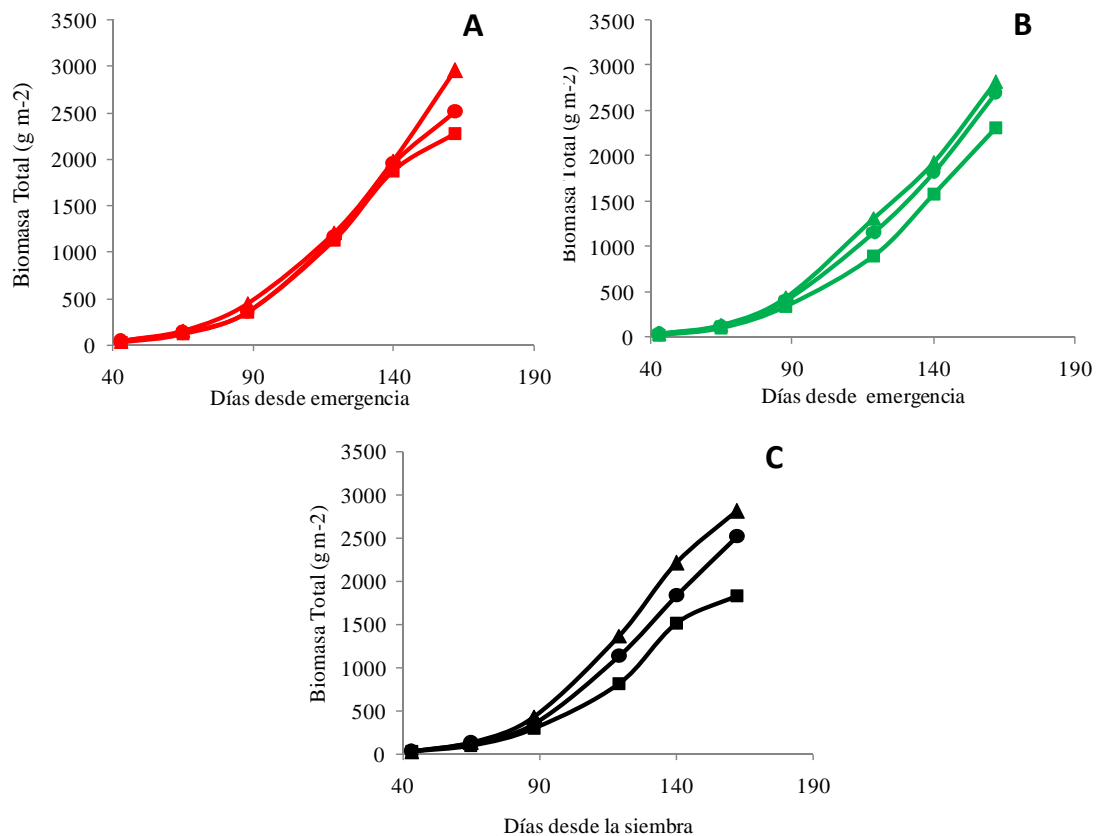 A
3500
3000
2500
2000
1500
1000
500
0
Biomasa Total (g m-2)
40 90 140 190
Días desde emergencia
B
3500
3000
2500
2000
1500
1000
500
0
Biomasa Total (g m-2)
40 90 140 190
Días desde emergencia
C
3500
3000
2500
2000
1500
1000
500
0
Biomasa Total (g m-2)
40 90 140 190
Días desde la siembra